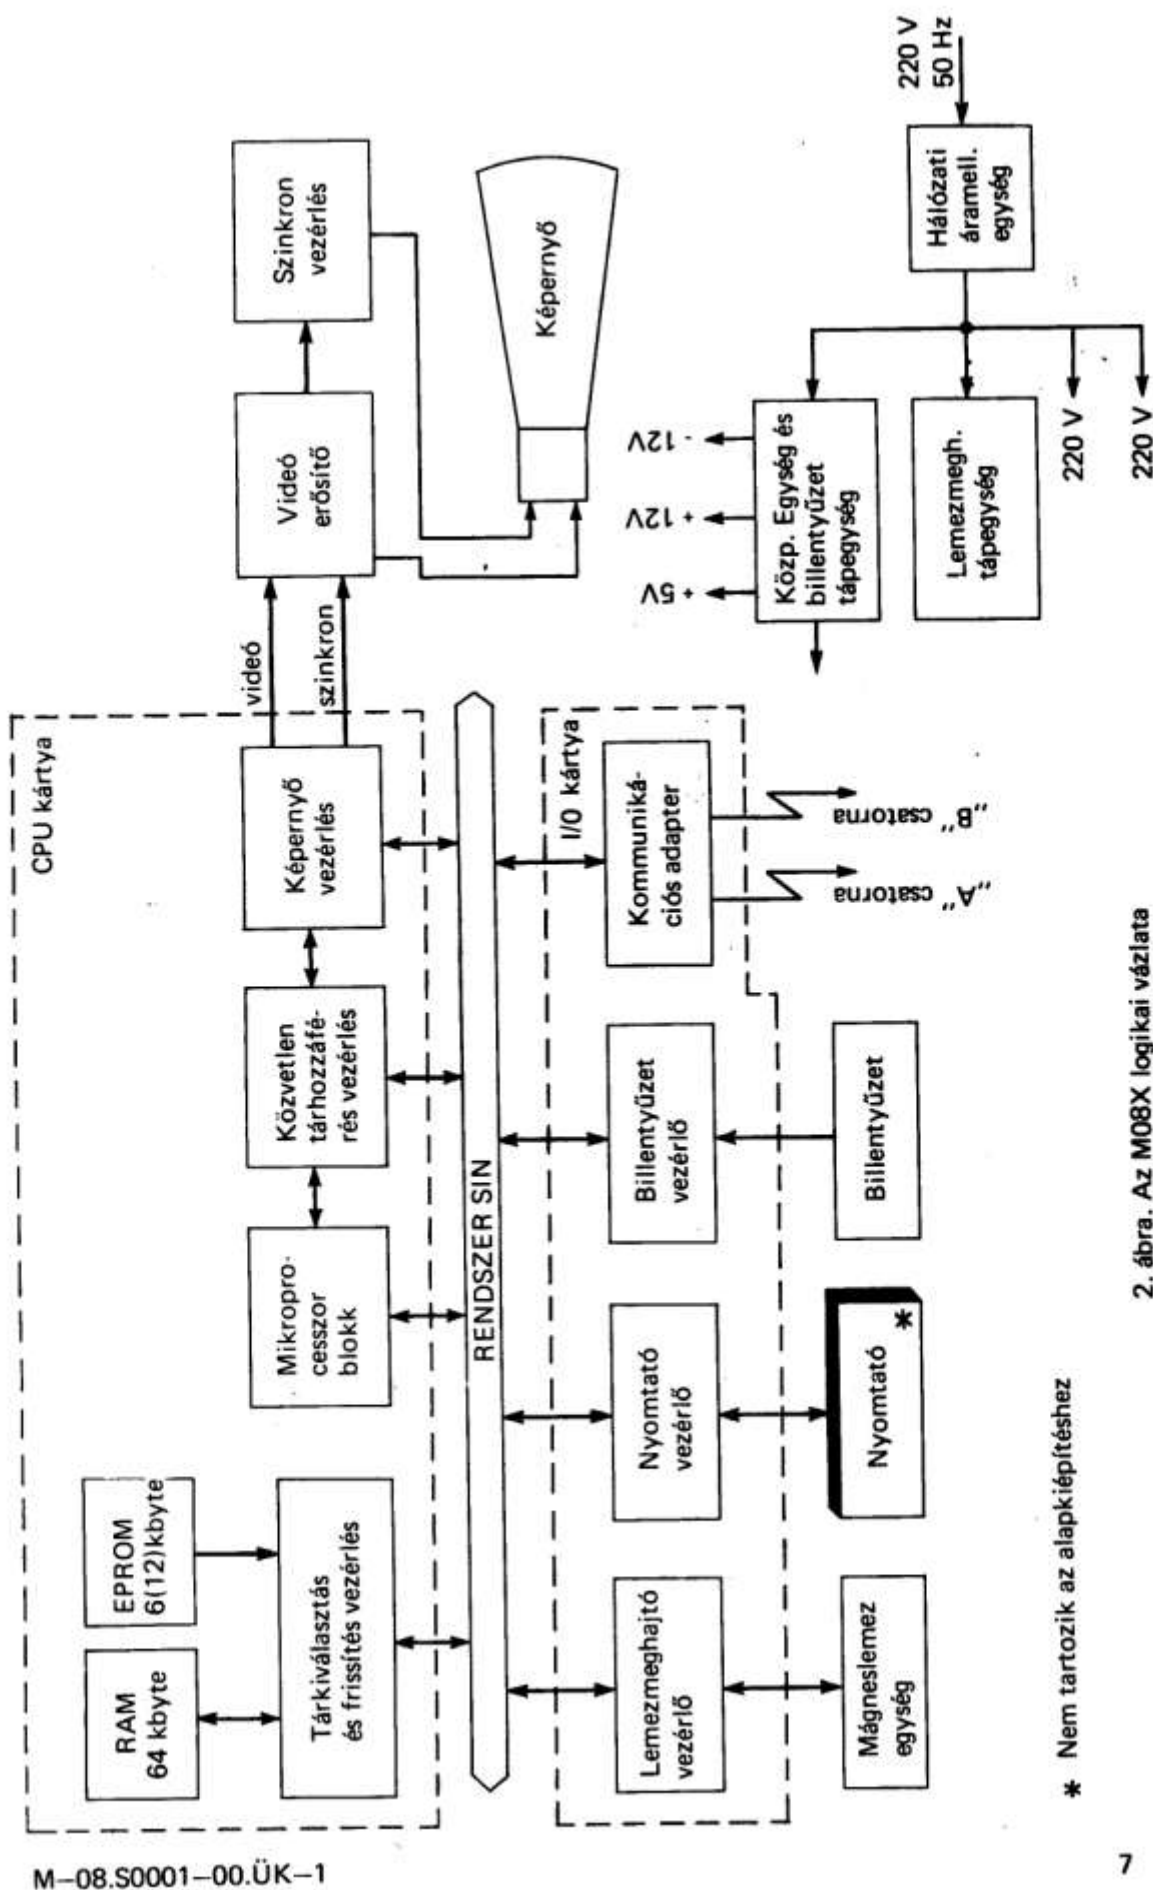 CPU kártya
RAM
64 kbyte
EPROM
6(12)kbyte
Tárkiválasztás
és frissítés vezérlés
Mikropro-
cesszor
blokk
Közvetlen
tárhozzáfé-
rés vezérlés
Képernyő
vezérlés
videó
szinkron
Videó
erősítő
Szinkron
vezérlés
Képernyő
RENDSZER SIN
I/O kártya
Lemezmeghajtó
vezérlő
Nyomtató
vezérlő
Billentyűzet
vezérlő
Kommuniká-
ciós adapter
„A” csatorna
„B” csatorna
Mágneslemez
egység
Nyomtató
*
Billentyűzet
+ 5V
+ 12V
- 12V
Közp. Egység és
billentyűzet
tápegység
Lemezmegh.
tápegység
220 V
220 V
Hálózati
áramell.
egység
220 V
50 Hz
* Nem tartozik az alapkiépítéshez
2. ábra. Az M08X logikai vázlata
M–08.S0001–00.ÜK–1
7